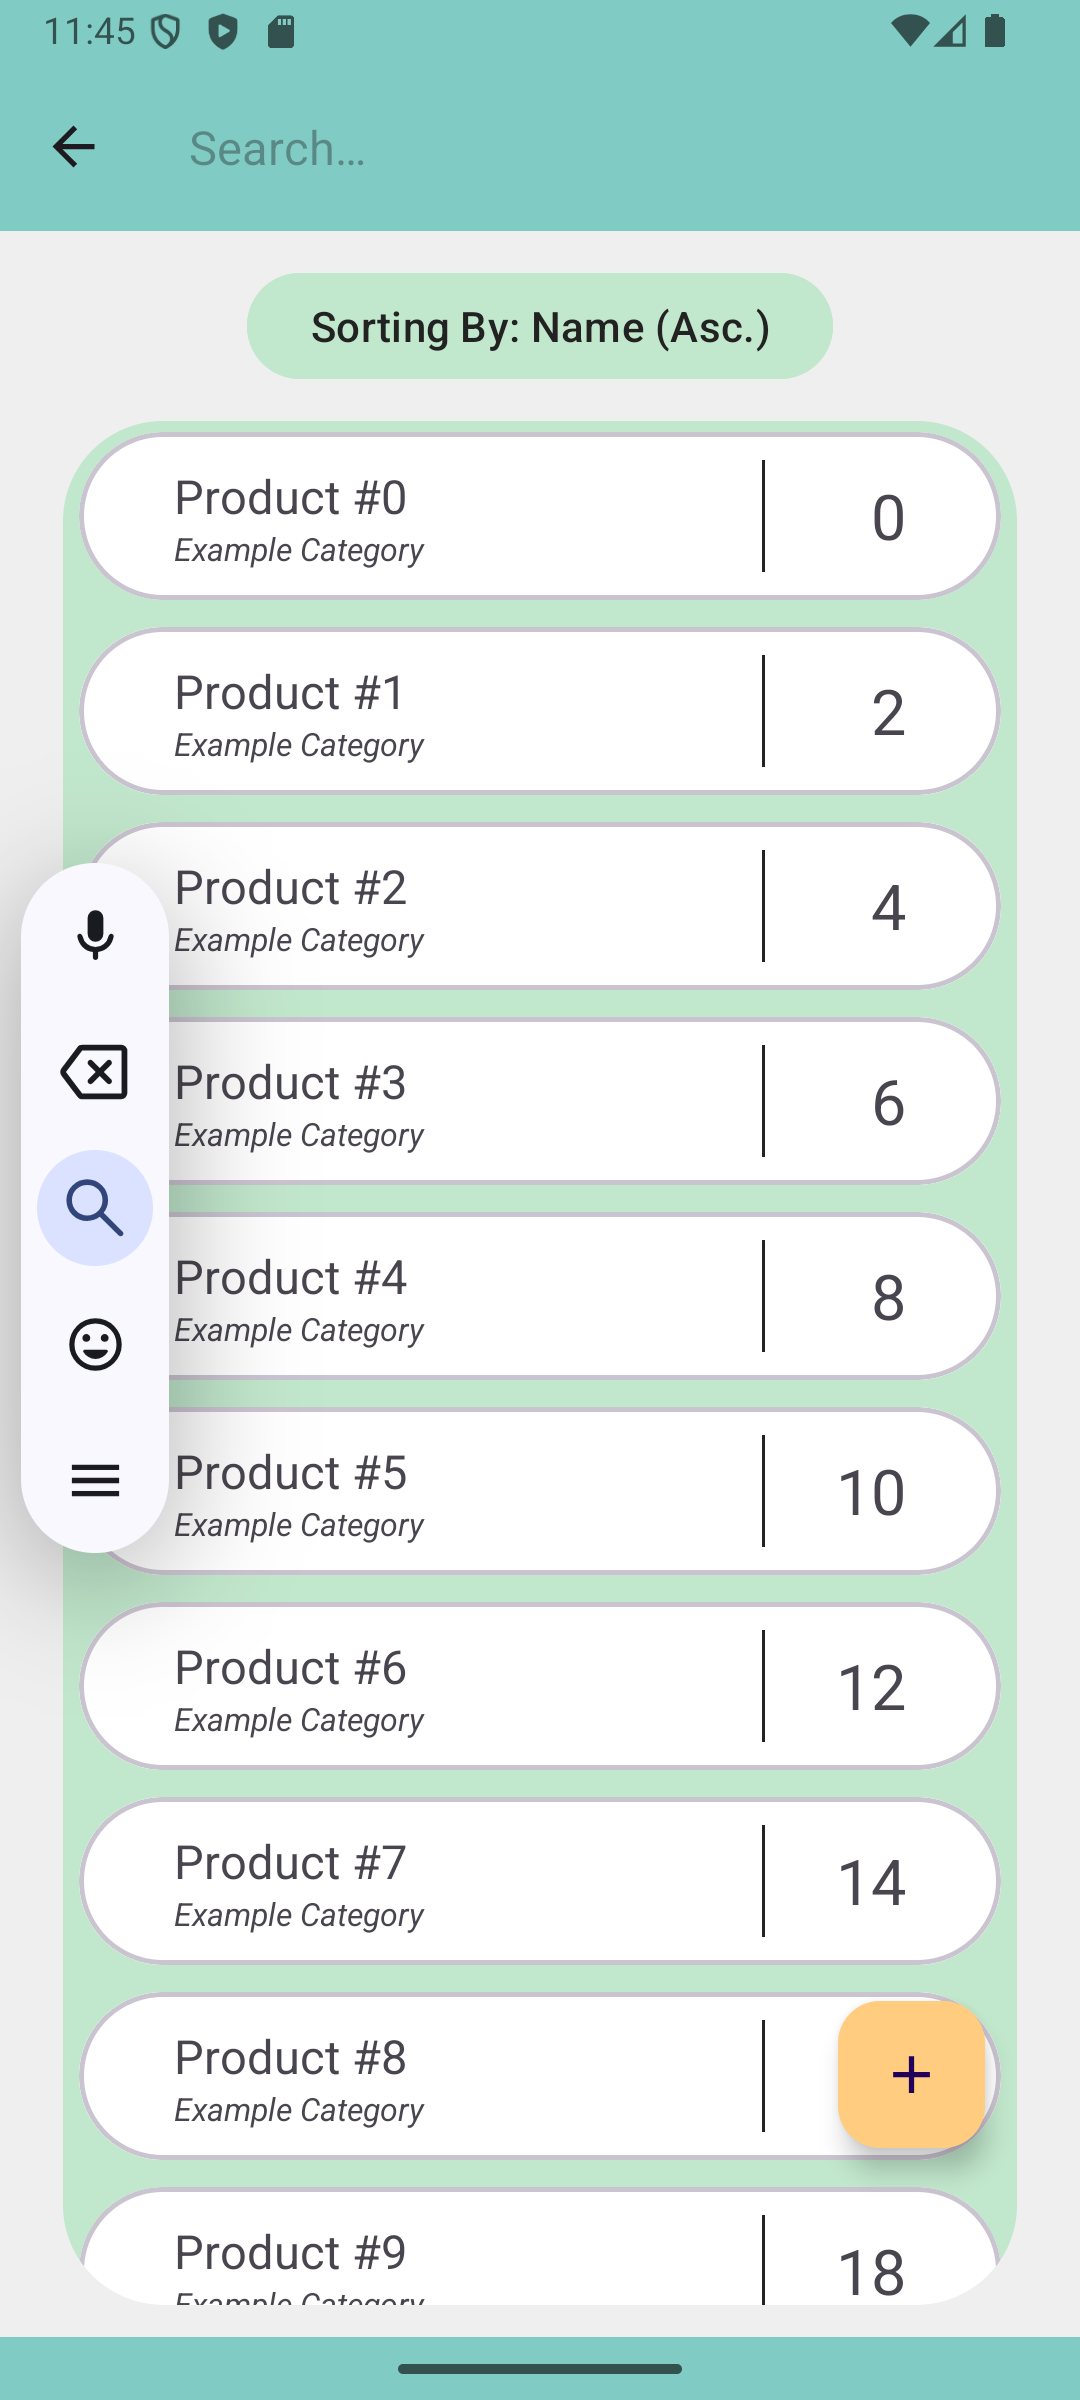 11:45
Search...
Sorting By: Name (Asc.)
Product #0
Example Category
0
Product #1
Example Category
2
Product #2
Example Category
4
Product #3
Example Category
6
Product #4
Example Category
8
Product #5
Example Category
10
Product #6
Example Category
12
Product #7
Example Category
14
Product #8
Example Category
Product #9
Example Category
18